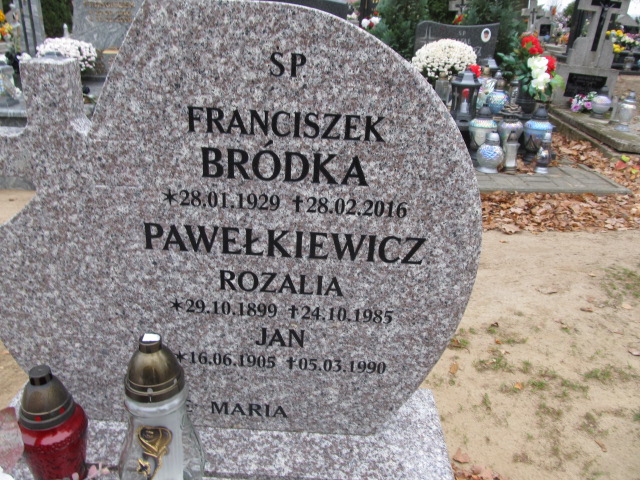 SP
FRANCISZEK
BRÓDKA
*28.01.1929 †28.02.2016
PAWEŁKIEWICZ
ROZALIA
*29.10.1899 †24.10.1985
JAN
*16.06.1905 †05.03.1990
MARIA